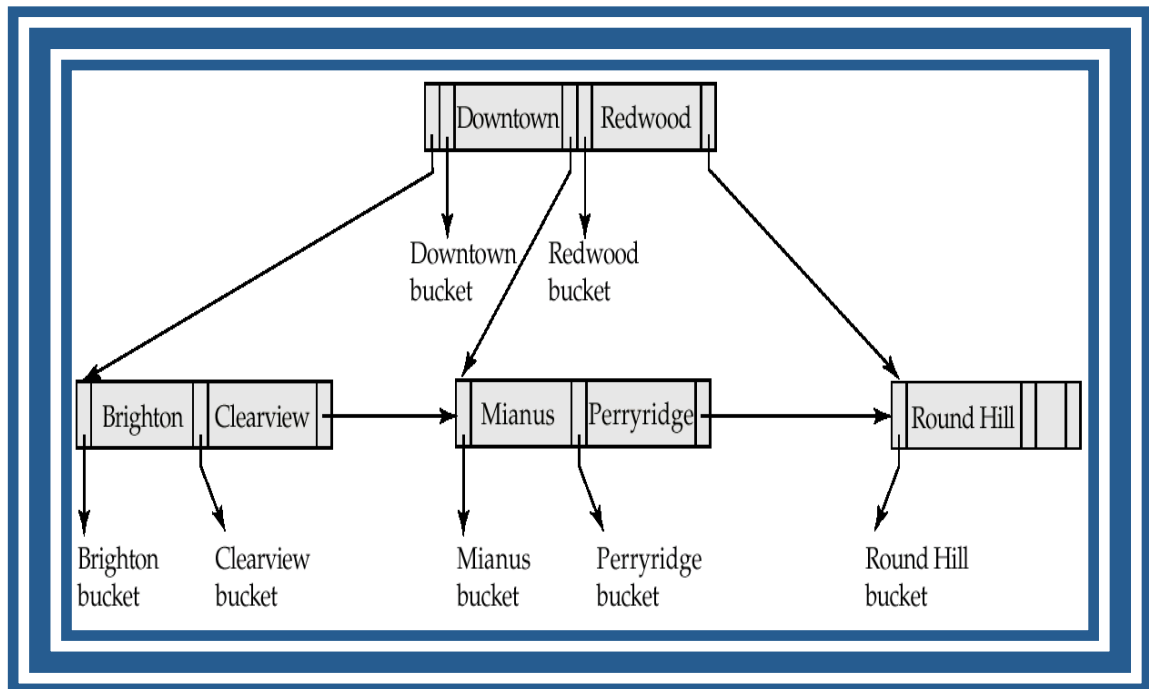 Downtown Redwood
Downtown
bucket
Redwood
bucket
Brighton Clearview
Mianus Perryridge
Round Hill
Brighton
bucket
Clearview
bucket
Mianus
bucket
Perryridge
bucket
Round Hill
bucket